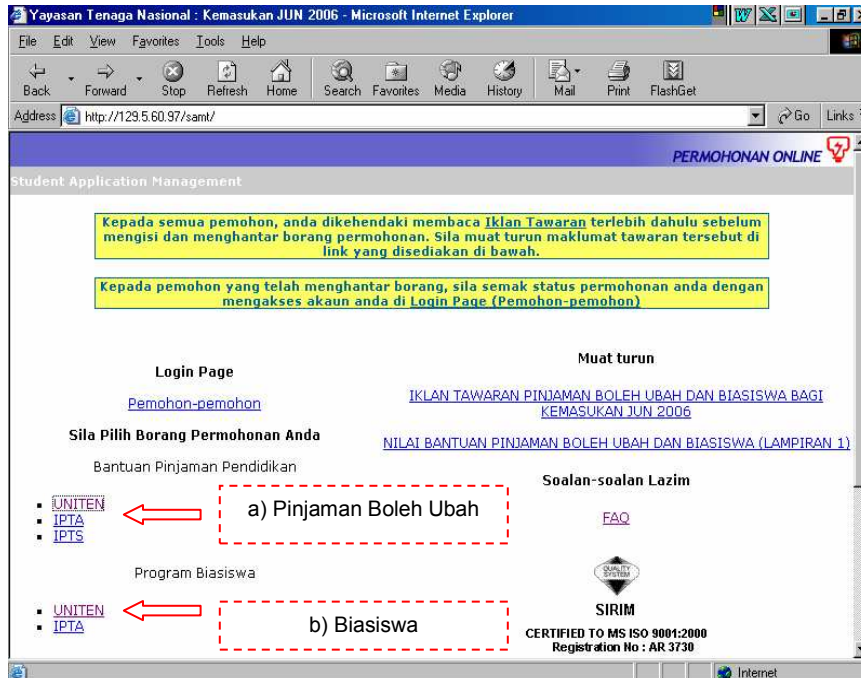 Yayasan Tenaga Nasional : Kemasukan JUN 2006 - Microsoft Internet Explorer
File Edit View Favorites Tools Help
Back Forward Stop Refresh Home Search Favorites Media History Mail Print FlashGet
Address http://129.5.60.97/samt/ Go Links
PERMOHONAN ONLINE
Student Application Management
Kepada semua pemohon, anda dikehendaki membaca Iklan Tawaran terlebih dahulu sebelum
mengisi dan menghantar borang permohonan. Sila muat turun maklumat tawaran tersebut di
link yang disediakan di bawah.
Kepada pemohon yang telah menghantar borang, sila semak status permohonan anda dengan
mengakses akaun anda di Login Page (Pemohon-pemohon)
Login Page
Pemohon-pemohon
Sila Pilih Borang Permohonan Anda
Bantuan Pinjaman Pendidikan
UNITEN
IPTA
IPTS
a) Pinjaman Boleh Ubah
Program Biasiswa
UNITEN
IPTA
b) Biasiswa
Muat turun
IKLAN TAWARAN PINJAMAN BOLEH UBAH DAN BIASISWA BAGI
KEMASUKAN JUN 2006
NILAI BANTUAN PINJAMAN BOLEH UBAH DAN BIASISWA (LAMPIRAN 1)
Soalan-soalan Lazim
FAQ
QUALITY
SYSTEM
SIRIM
CERTIFIED TO MS ISO 9001:2000
Registration No : AR 3730
Internet